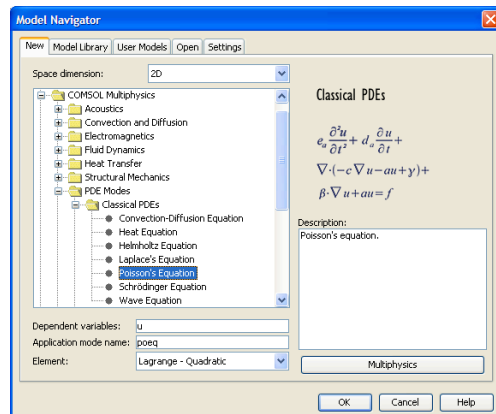 Model Navigator
New Model Library User Models Open Settings
Space dimension: 2D
COMSOL Multiphysics
Acoustics
Convection and Diffusion
Electromagnetics
Fluid Dynamics
Heat Transfer
Structural Mechanics
PDE Modes
Classical PDEs
Convection-Diffusion Equation
Heat Equation
Helmholtz Equation
Laplace's Equation
Poisson's Equation
Schrödinger Equation
Wave Equation
Dependent variables: u
Application mode name: poeq
Element: Lagrange - Quadratic
Classical PDEs
eₐ ∂²u/∂t² + dₐ ∂u/∂t +
∇·(-c∇u-αu+γ)+
β·∇u+au=f
Description:
Poisson's equation.
Multiphysics
OK Cancel Help